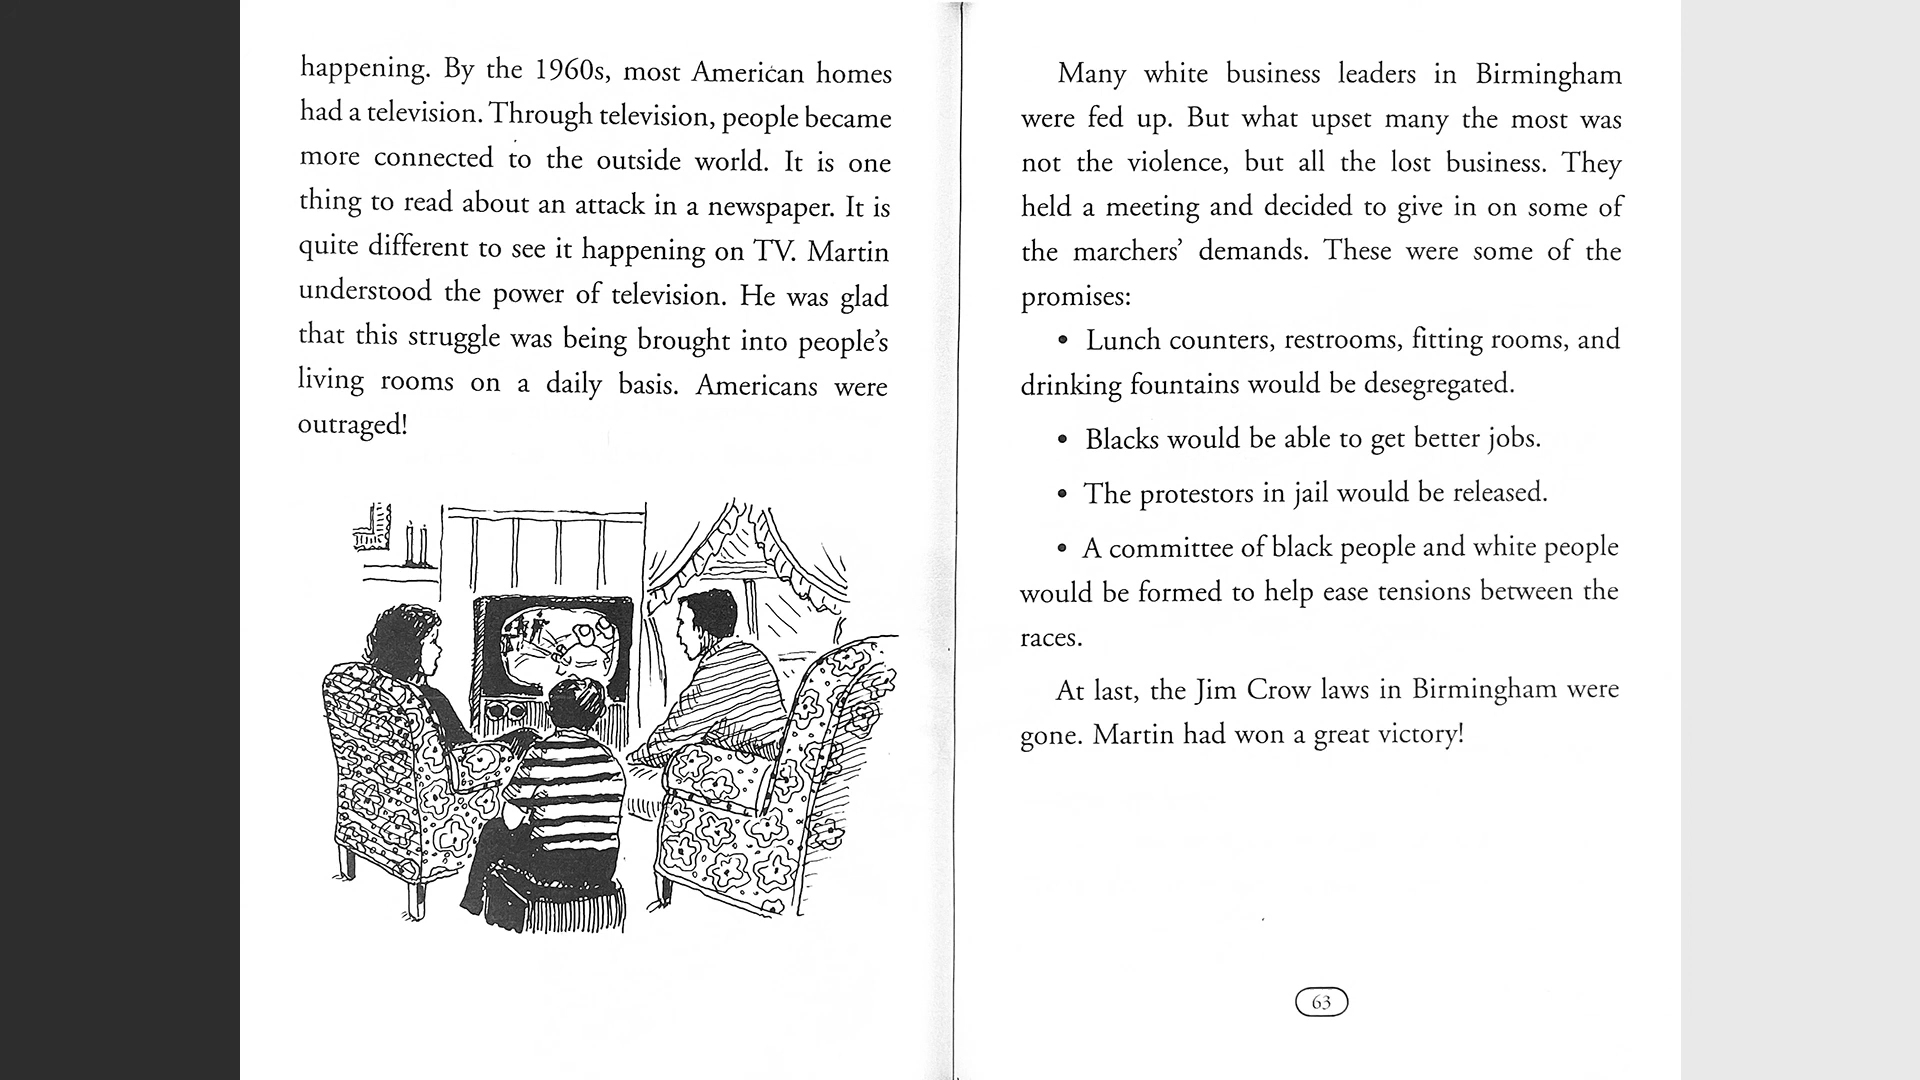 happening. By the 1960s, most American homes
had a television. Through television, people became
more connected to the outside world. It is one
thing to read about an attack in a newspaper. It is
quite different to see it happening on TV. Martin
understood the power of television. He was glad
that this struggle was being brought into people's
living rooms on a daily basis. Americans were
outraged!
Many white business leaders in Birmingham
were fed up. But what upset many the most was
not the violence, but all the lost business. They
held a meeting and decided to give in on some of
the marchers' demands. These were some of the
promises:
• Lunch counters, restrooms, fitting rooms, and
drinking fountains would be desegregated.
• Blacks would be able to get better jobs.
• The protestors in jail would be released.
• A committee of black people and white people
would be formed to help ease tensions between the
races.
At last, the Jim Crow laws in Birmingham were
gone. Martin had won a great victory!
63